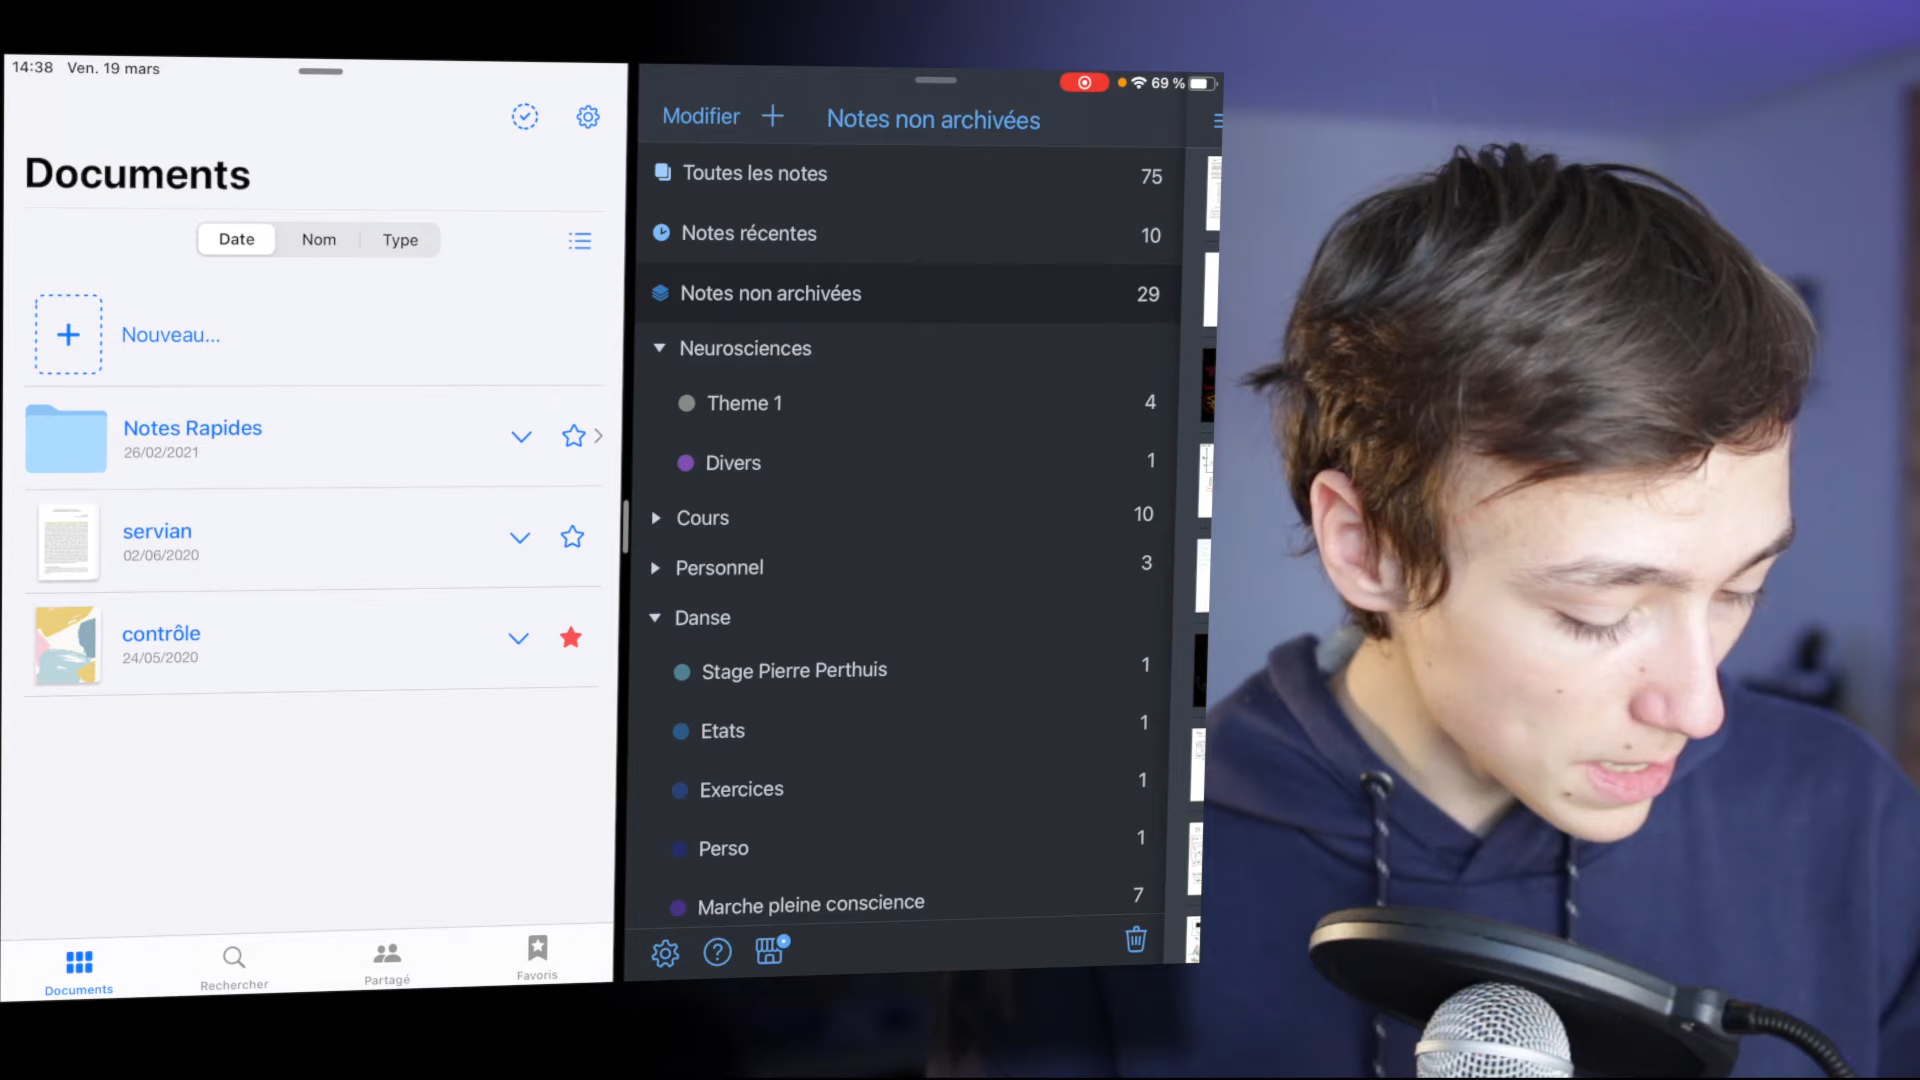 14:38 Ven. 19 mars
Documents
Date Nom Type
Nouveau...
Notes Rapides
26/02/2021
servian
02/06/2020
contrôle
24/05/2020
Documents
Rechercher
Partagé
Favoris
69 %
Modifier
Notes non archivées
Toutes les notes 75
Notes récentes 10
Notes non archivées 29
Neurosciences
Theme 1 4
Divers 1
Cours 10
Personnel 3
Danse
Stage Pierre Perthuis 1
Etats 1
Exercices 1
Perso 1
Marche pleine conscience 7